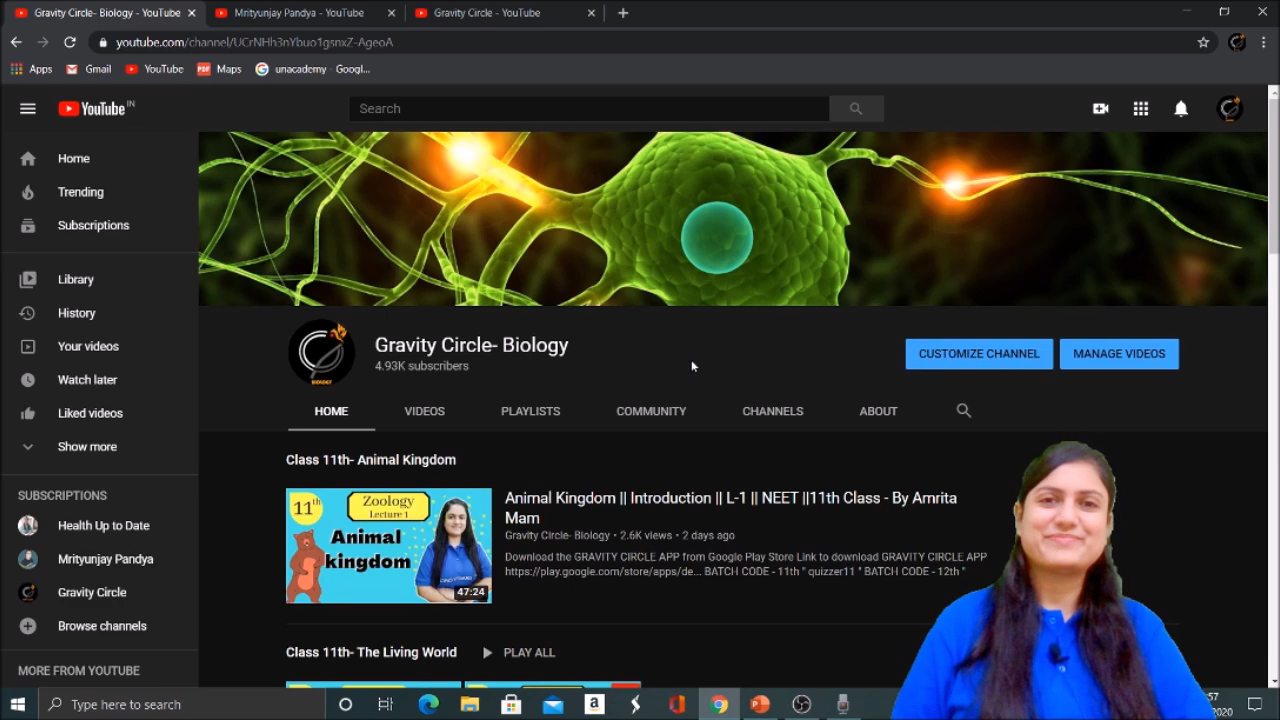 Gravity Circle- Biology - YouTube
Mrityunjay Pandya - YouTube
Gravity Circle - YouTube
youtube.com/channel/UCrNHh3nYbuo1gsnxZ-AgeoA
Apps Gmail YouTube Maps unacademy - Googl...
YouTube IN
Search
Home
Trending
Subscriptions
Library
History
Your videos
Watch later
Liked videos
Show more
SUBSCRIPTIONS
Health Up to Date
Mrityunjay Pandya
Gravity Circle
Browse channels
MORE FROM YOUTUBE
BIOLOGY
Gravity Circle- Biology
4.93K subscribers
CUSTOMIZE CHANNEL
MANAGE VIDEOS
HOME VIDEOS PLAYLISTS COMMUNITY CHANNELS ABOUT
Class 11th- Animal Kingdom
11th
Zoology
Lecture 1
Animal
kingdom
47:24
Animal Kingdom || Introduction || L-1 || NEET ||11th Class - By Amrita
Mam
Gravity Circle- Biology • 2.6K views • 2 days ago
Download the GRAVITY CIRCLE APP from Google Play Store Link to download GRAVITY CIRCLE APP
https://play.google.com/store/apps/de... BATCH CODE - 11th " quizzer11 " BATCH CODE - 12th "
Class 11th- The Living World
PLAY ALL
Type here to search
57
2020